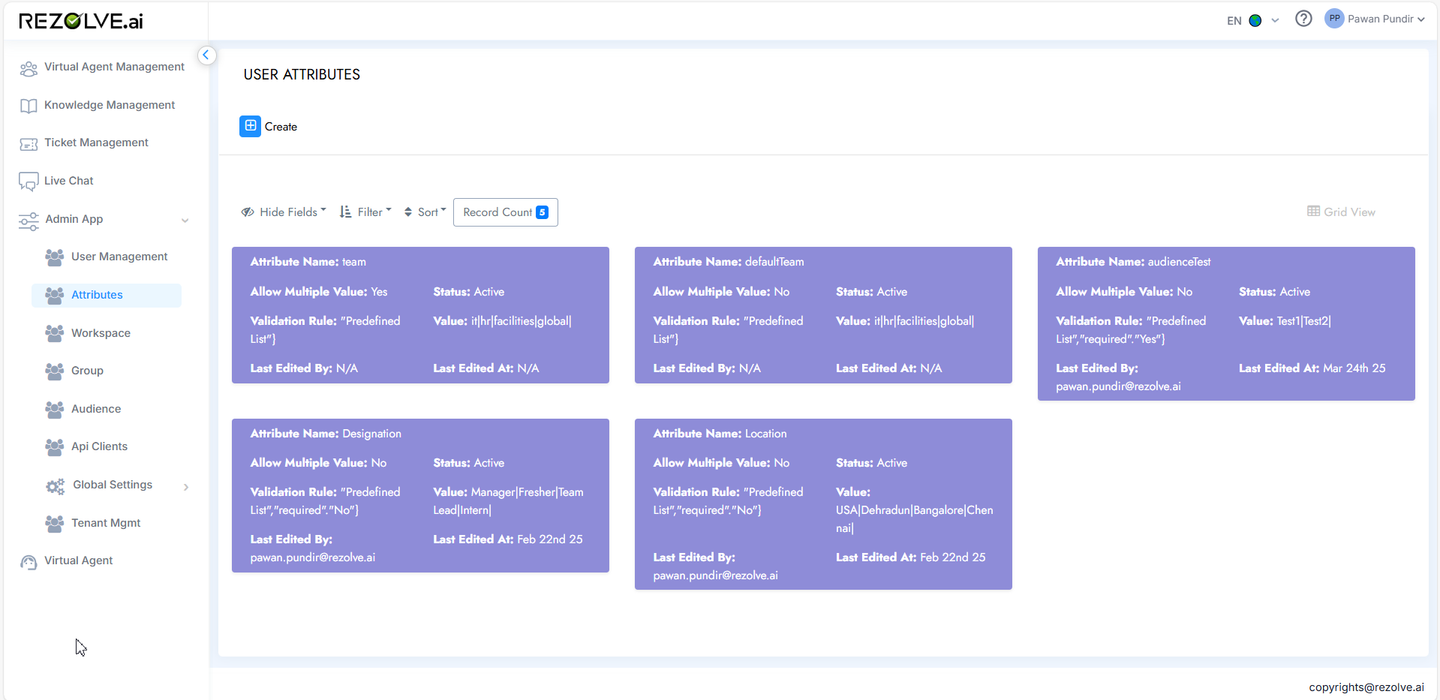 REZOLVE.ai
EN
PP Pawan Pundir
Virtual Agent Management
Knowledge Management
Ticket Management
Live Chat
Admin App
User Management
Attributes
Workspace
Group
Audience
Api Clients
Global Settings
Tenant Mgmt
Virtual Agent
USER ATTRIBUTES
Create
Hide Fields Filter Sort Record Count 5 Grid View
Attribute Name: team
Allow Multiple Value: Yes Status: Active
Validation Rule: "Predefined Value: it|hr|facilities|global|
List"}
Last Edited By: N/A Last Edited At: N/A
Attribute Name: defaultTeam
Allow Multiple Value: No Status: Active
Validation Rule: "Predefined Value: it|hr|facilities|global|
List"}
Last Edited By: N/A Last Edited At: N/A
Attribute Name: audienceTest
Allow Multiple Value: No Status: Active
Validation Rule: "Predefined Value: Test1|Test2|
List","required"."Yes"}
Last Edited By: Last Edited At: Mar 24th 25
pawan.pundir@rezolve.ai
Attribute Name: Designation
Allow Multiple Value: No Status: Active
Validation Rule: "Predefined Value: Manager|Fresher|Team
List","required"."No"} Lead|Intern|
Last Edited By: Last Edited At: Feb 22nd 25
pawan.pundir@rezolve.ai
Attribute Name: Location
Allow Multiple Value: No Status: Active
Validation Rule: "Predefined Value:
List","required"."No"} USA|Dehradun|Bangalore|Chen
nai|
Last Edited By: Last Edited At: Feb 22nd 25
pawan.pundir@rezolve.ai
copyrights@rezolve.ai